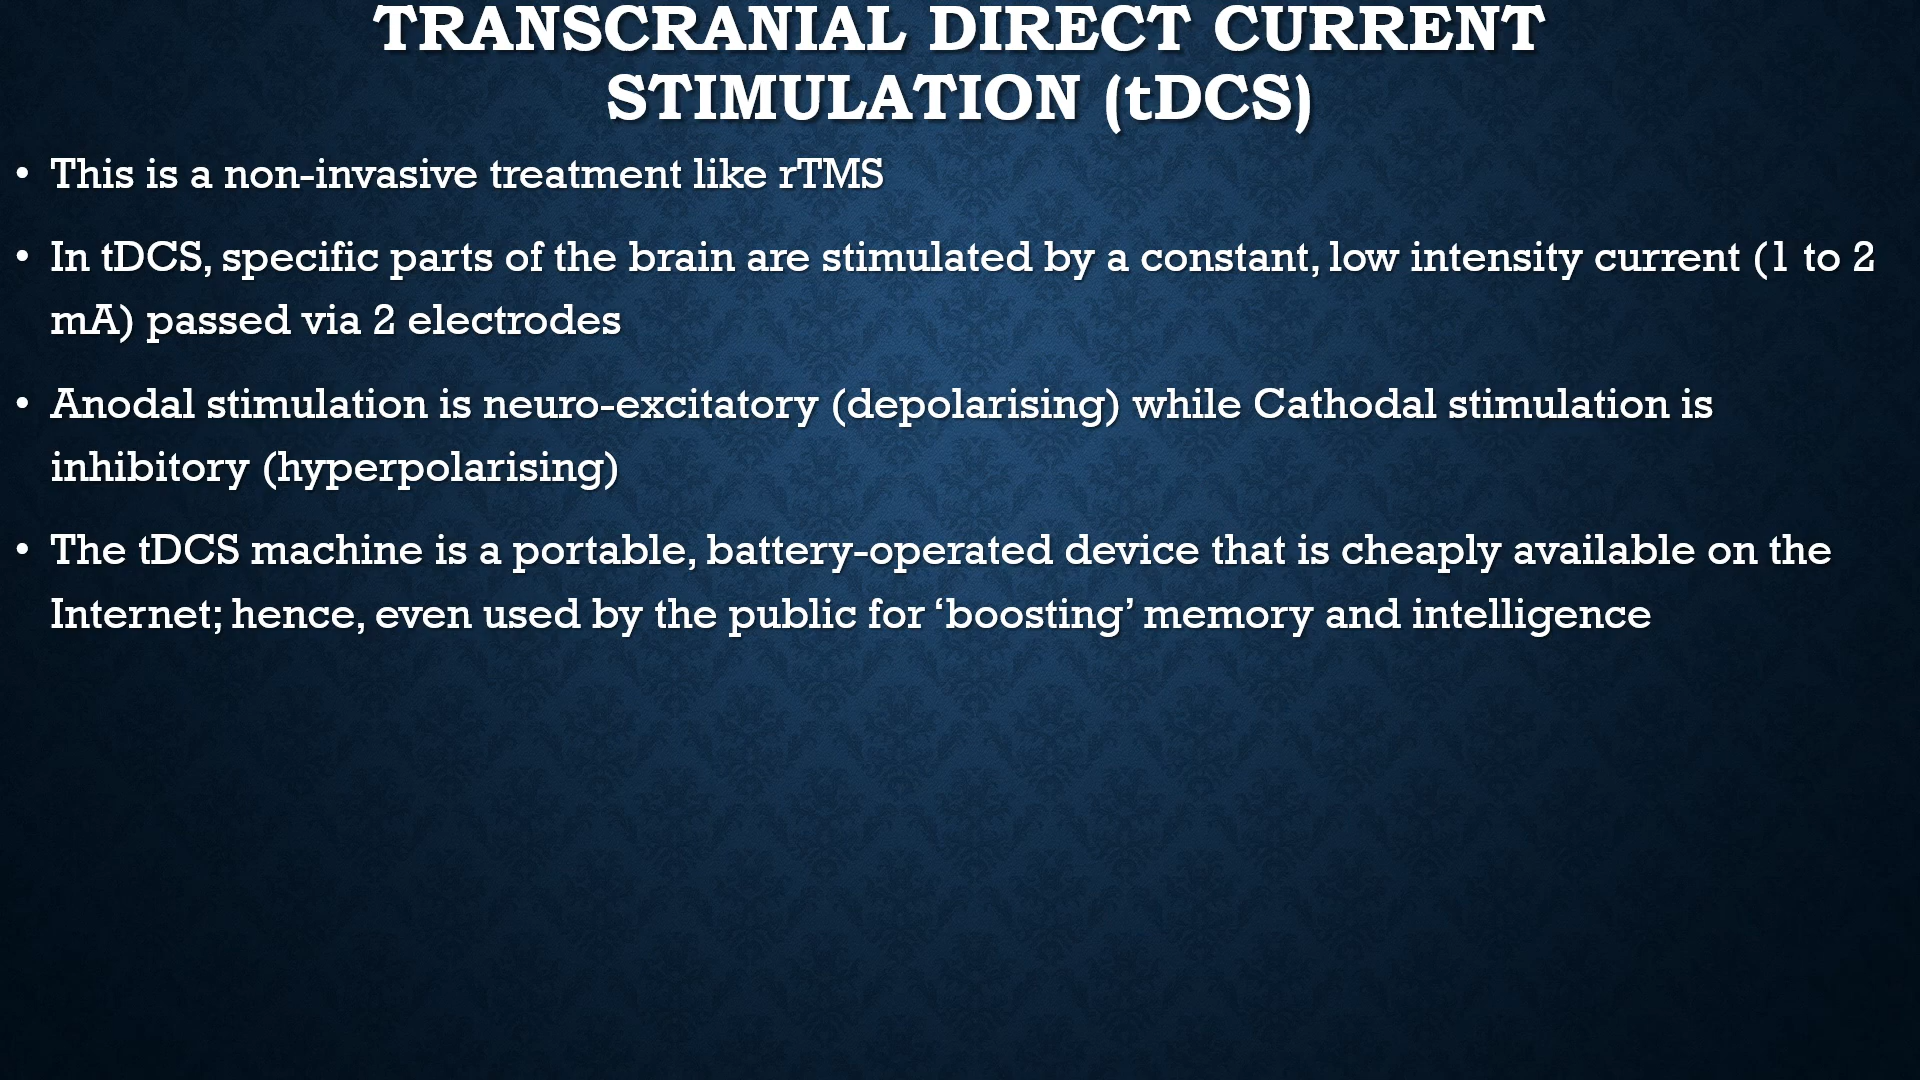 TRANSCRANIAL DIRECT CURRENT
STIMULATION (tDCS)
• This is a non-invasive treatment like rTMS
• In tDCS, specific parts of the brain are stimulated by a constant, low intensity current (1 to 2
mA) passed via 2 electrodes
• Anodal stimulation is neuro-excitatory (depolarising) while Cathodal stimulation is
inhibitory (hyperpolarising)
• The tDCS machine is a portable, battery-operated device that is cheaply available on the
Internet; hence, even used by the public for ‘boosting’ memory and intelligence